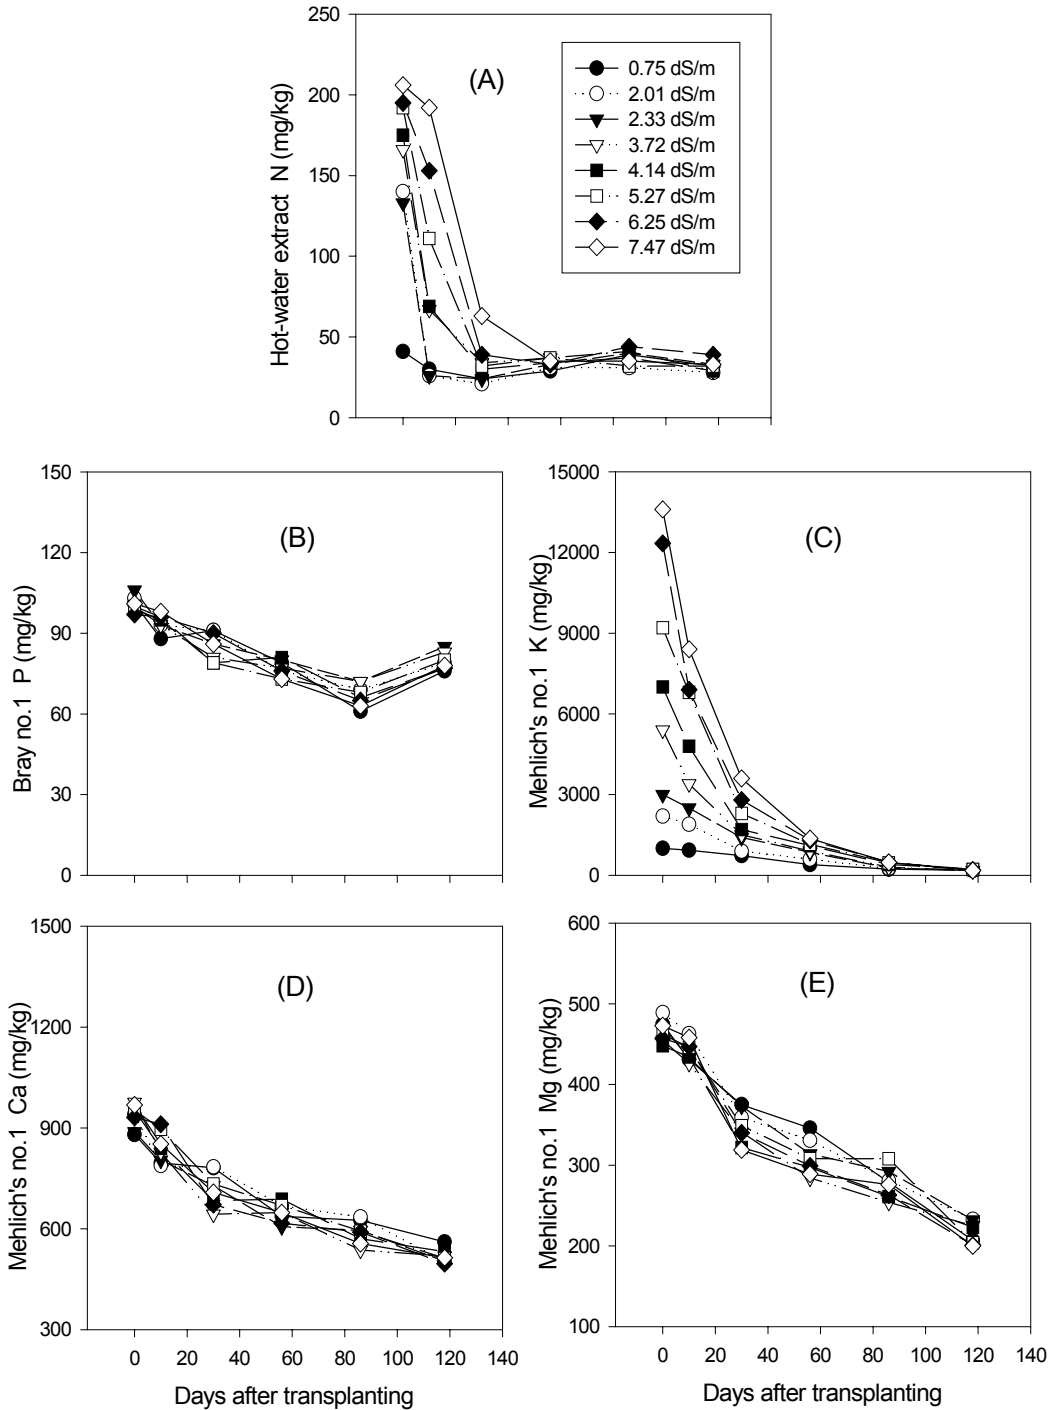 250
200
150
100
50
0
Hot-water extract N (mg/kg)
(A)
0.75 dS/m
2.01 dS/m
2.33 dS/m
3.72 dS/m
4.14 dS/m
5.27 dS/m
6.25 dS/m
7.47 dS/m
150
120
90
60
30
0
Bray no.1 P (mg/kg)
(B)
15000
12000
9000
6000
3000
0
Mehlich's no.1 K (mg/kg)
(C)
1500
1200
900
600
300
Mehlich's no.1 Ca (mg/kg)
(D)
0 20 40 60 80 100 120 140
Days after transplanting
600
500
400
300
200
100
Mehlich's no.1 Mg (mg/kg)
(E)
0 20 40 60 80 100 120 140
Days after transplanting